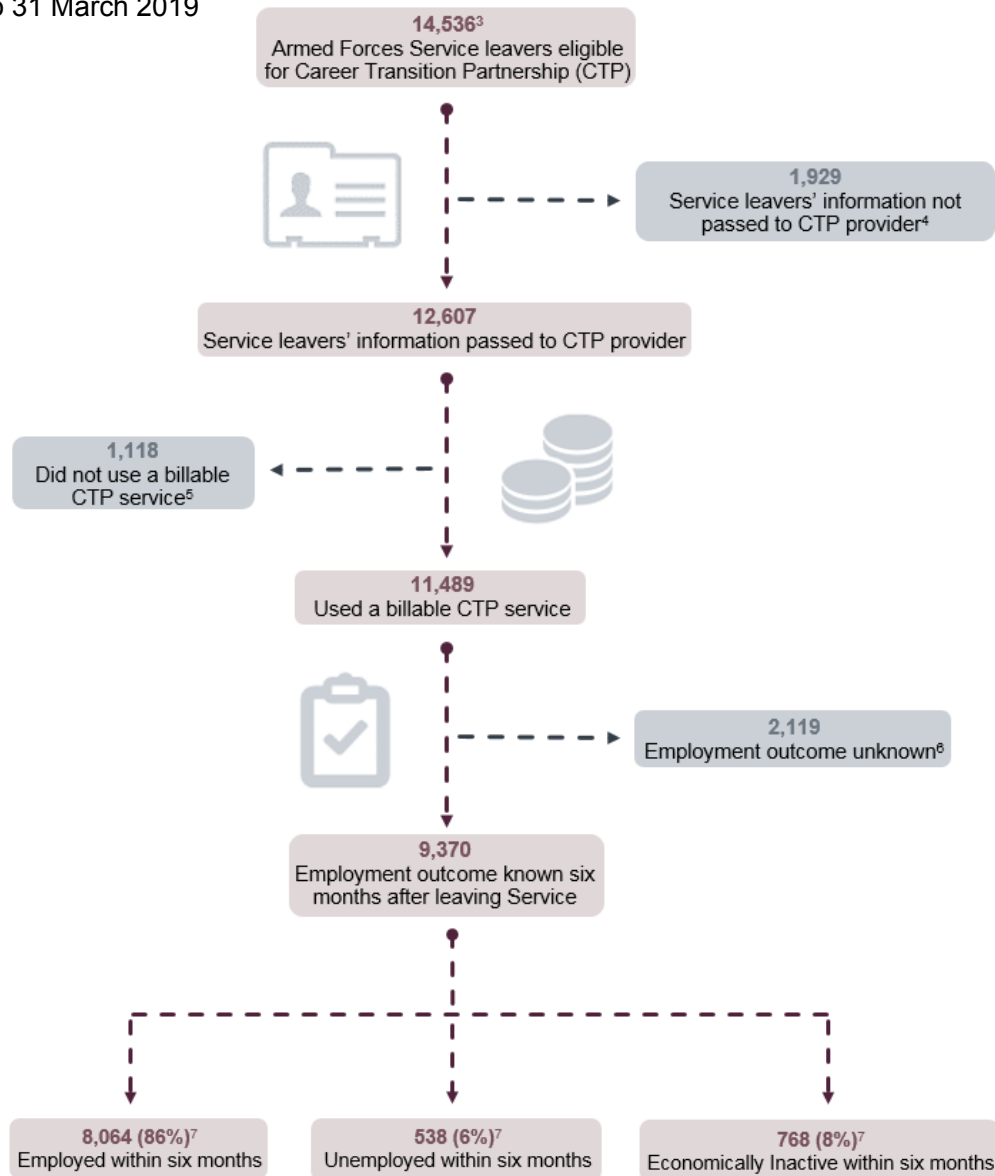 31 March 2019
14,536³
Armed Forces Service leavers eligible
for Career Transition Partnership (CTP)
1,929
Service leavers’ information not
passed to CTP provider⁴
12,607
Service leavers’ information passed to CTP provider
1,118
Did not use a billable
CTP service⁵
11,489
Used a billable CTP service
2,119
Employment outcome unknown⁶
9,370
Employment outcome known six
months after leaving Service
8,064 (86%)⁷
Employed within six months
538 (6%)⁷
Unemployed within six months
768 (8%)⁷
Economically Inactive within six months